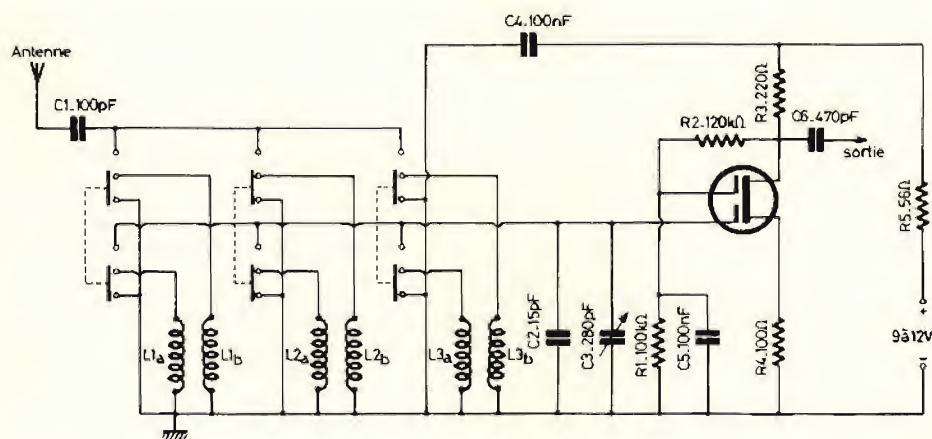 C4.100nF
Antenne
C1.100pF
R3.220Ω
R2.120kΩ
C6.470pF
sortie
R5.56Ω
C2.15pF
C3.280pF
R1.100kΩ
C5.100nF
R4.100Ω
+
9à12V
-
L1a
L1b
L2a
L2b
L3a
L3b